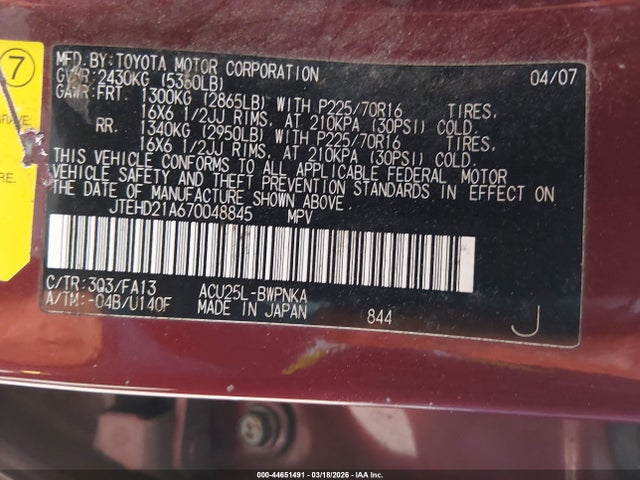 7
MFD.BY:TOYOTA MOTOR CORPORATION 04/07
GVWR:2430KG (5360LB)
GAWR:FRT. 1300KG (2865LB) WITH P225/70R16 TIRES,
16X6 1/2JJ RIMS, AT 210KPA (30PSI) COLD.
RR. 1340KG (2950LB) WITH P225/70R16 TIRES,
16X6 1/2JJ RIMS, AT 210KPA (30PSI) COLD.
THIS VEHICLE CONFORMS TO ALL APPLICABLE FEDERAL MOTOR
VEHICLE SAFETY AND THEFT PREVENTION STANDARDS IN EFFECT ON
THE DATE OF MANUFACTURE SHOWN ABOVE.
JTEHD21A670048845 MPV
C/TR:3Q3/FA13 ACU25L-BWPNKA
A/TM:-04B/U140F MADE IN JAPAN 844 J
RE.
000-44651491 | 03/18/2026 | IAA Inc.